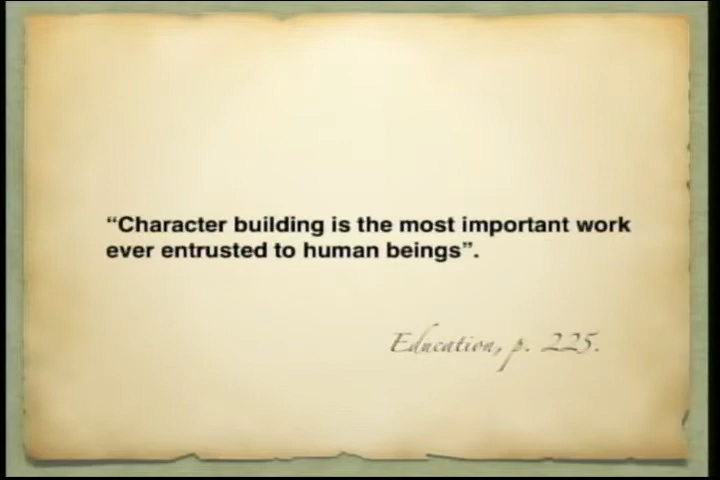 “Character building is the most important work
ever entrusted to human beings”.
Education, p. 225.